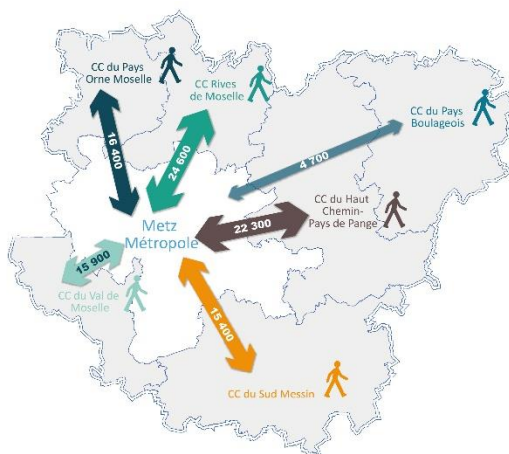 CC du Pays
Orne Moselle
CC Rives
de Moselle
CC du Pays
Boulageois
16 400
24 600
4 700
CC du Haut
Chemin-
Pays de Pange
22 300
Metz
Métropole
15 900
CC du Val de
Moselle
15 400
CC du Sud Messin